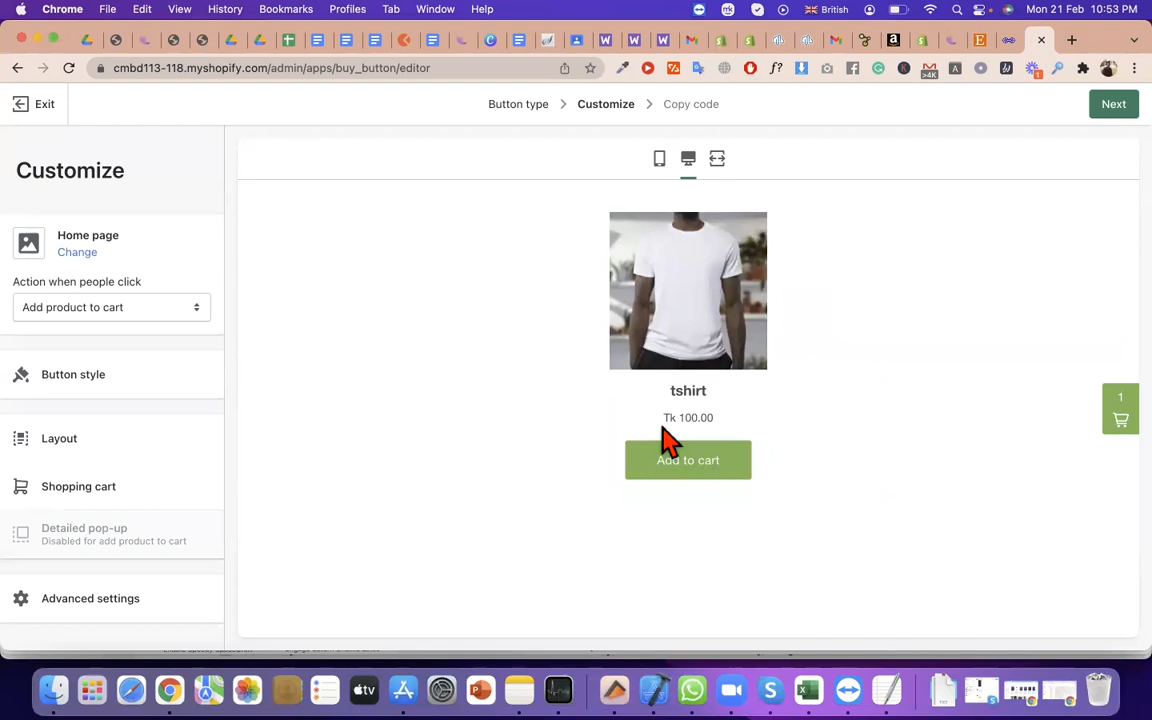 Chrome File Edit View History Bookmarks Profiles Tab Window Help British Mon 21 Feb 10:53 PM
cmbd113-118.myshopify.com/admin/apps/buy_button/editor
>4K
1
Exit
Button type Customize Copy code
Next
Customize
Home page
Change
Action when people click
Add product to cart
Button style
Layout
Shopping cart
Detailed pop-up
Disabled for add product to cart
Advanced settings
tshirt
Tk 100.00
Add to cart
1
tv